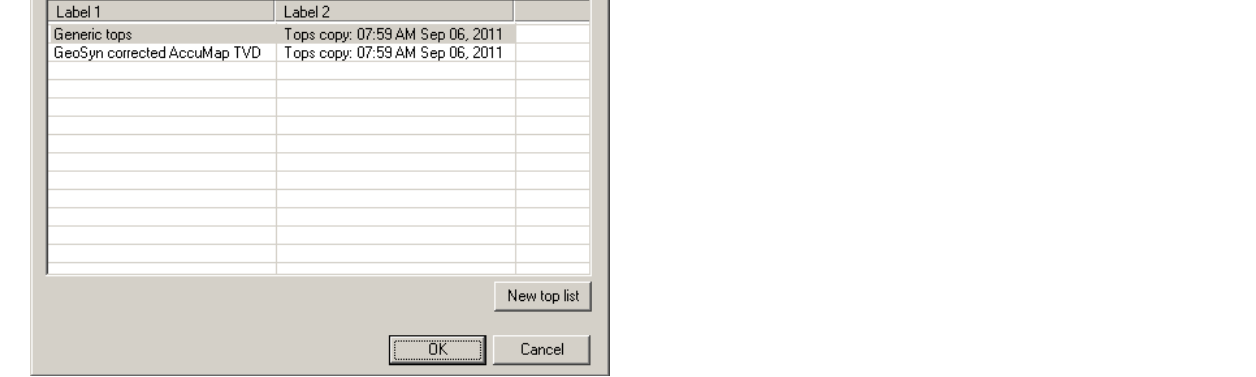 Label 1 Label 2
Generic tops Tops copy: 07:59 AM Sep 06, 2011
GeoSyn corrected AccuMap TVD Tops copy: 07:59 AM Sep 06, 2011
New top list
OK Cancel